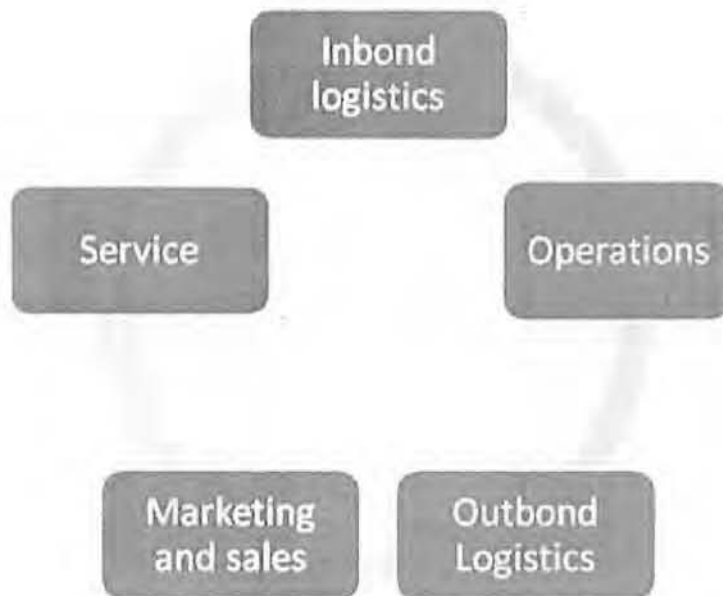 Inbond
logistics
Operations
Outbond
Logistics
Marketing
and sales
Service